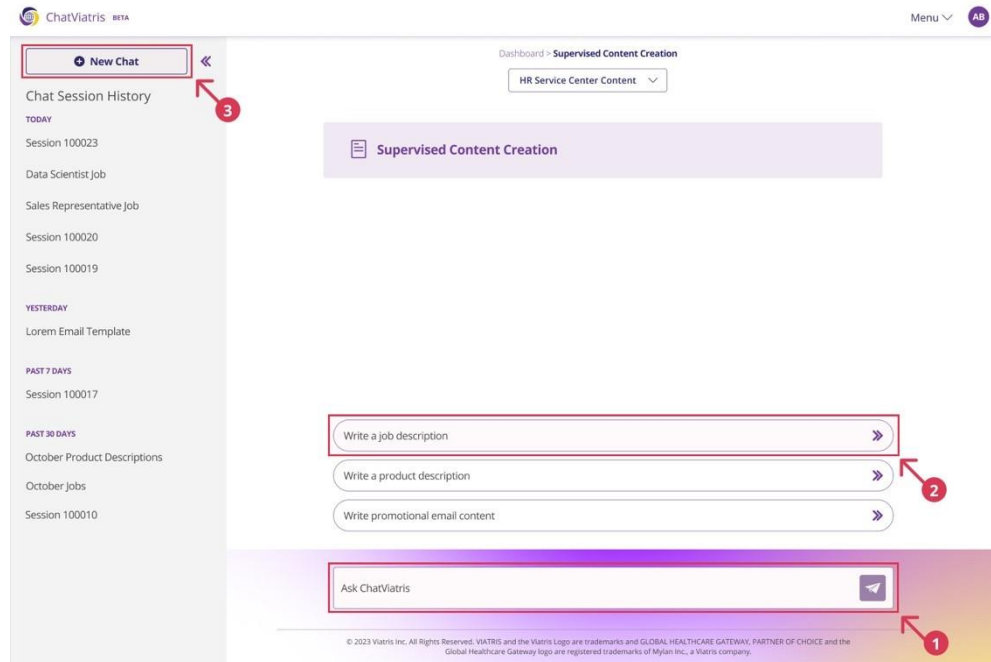 ChatViatris BETA
Menu
AB
New Chat
3
Chat Session History
TODAY
Session 100023
Data Scientist Job
Sales Representative Job
Session 100020
Session 100019
YESTERDAY
Lorem Email Template
PAST 7 DAYS
Session 100017
PAST 30 DAYS
October Product Descriptions
October Jobs
Session 100010
Dashboard > Supervised Content Creation
HR Service Center Content
Supervised Content Creation
Write a job description
2
Write a product description
Write promotional email content
Ask ChatViatris
1
© 2023 Viatris Inc. All Rights Reserved. VIATRIS and the Viatris Logo are trademarks and GLOBAL HEALTHCARE GATEWAY, PARTNER OF CHOICE and the
Global Healthcare Gateway logo are registered trademarks of Mylan Inc., a Viatris company.